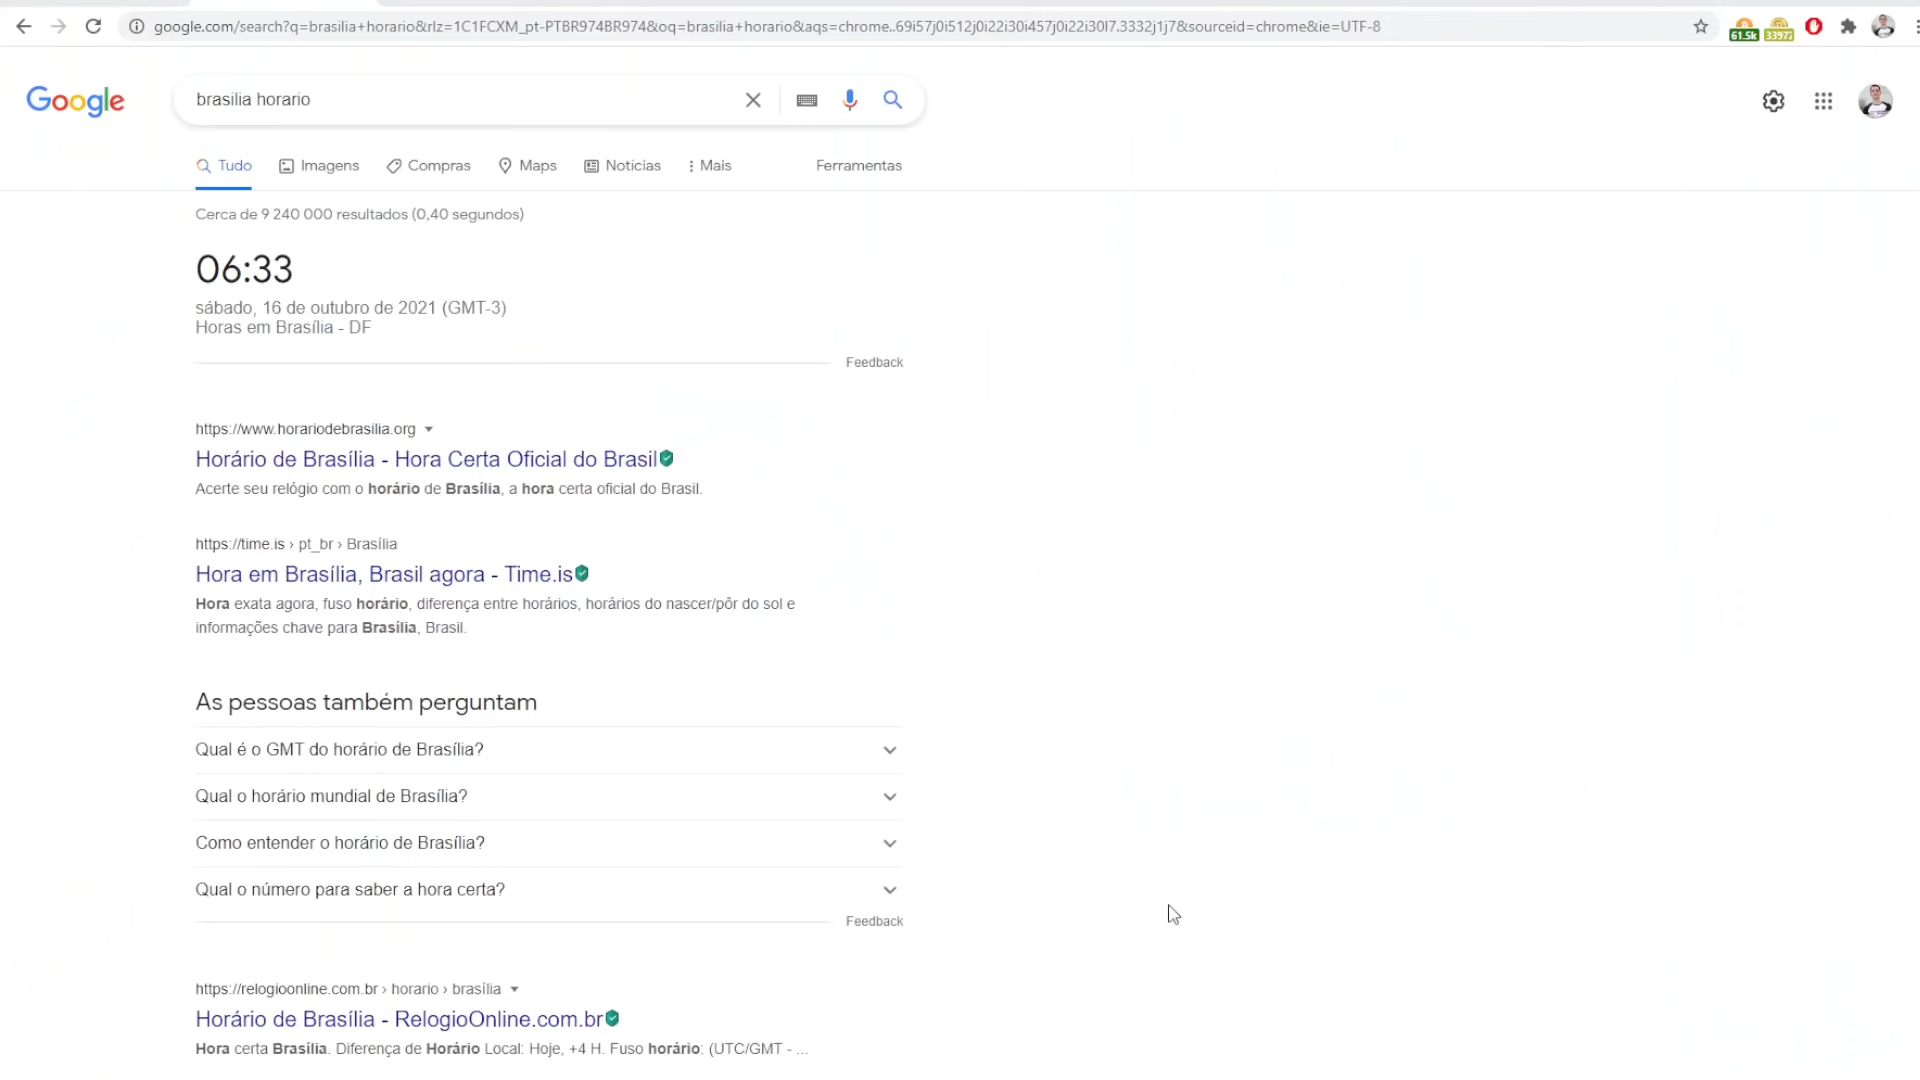 google.com/search?q=brasilia+horario&rlz=1C1FCXM_pt-PTBR974BR974&oq=brasilia+horario&aqs=chrome..69i57j0i512j0i22i30i457j0i22i30l7.3332j1j7&sourceid=chrome&ie=UTF-8
61.5k 33972
Google
brasilia horario
Tudo Imagens Compras Maps Notícias Mais Ferramentas
Cerca de 9 240 000 resultados (0,40 segundos)
06:33
sábado, 16 de outubro de 2021 (GMT-3)
Horas em Brasília - DF
Feedback
https://www.horariodebrasilia.org
Horário de Brasília - Hora Certa Oficial do Brasil
Acerte seu relógio com o horário de Brasília, a hora certa oficial do Brasil.
https://time.is › pt_br › Brasília
Hora em Brasília, Brasil agora - Time.is
Hora exata agora, fuso horário, diferença entre horários, horários do nascer/pôr do sol e
informações chave para Brasília, Brasil.
As pessoas também perguntam
Qual é o GMT do horário de Brasília?
Qual o horário mundial de Brasília?
Como entender o horário de Brasília?
Qual o número para saber a hora certa?
Feedback
https://relogioonline.com.br › horario › brasília
Horário de Brasília - RelogioOnline.com.br
Hora certa Brasília. Diferença de Horário Local: Hoje, +4 H. Fuso horário: (UTC/GMT - ...